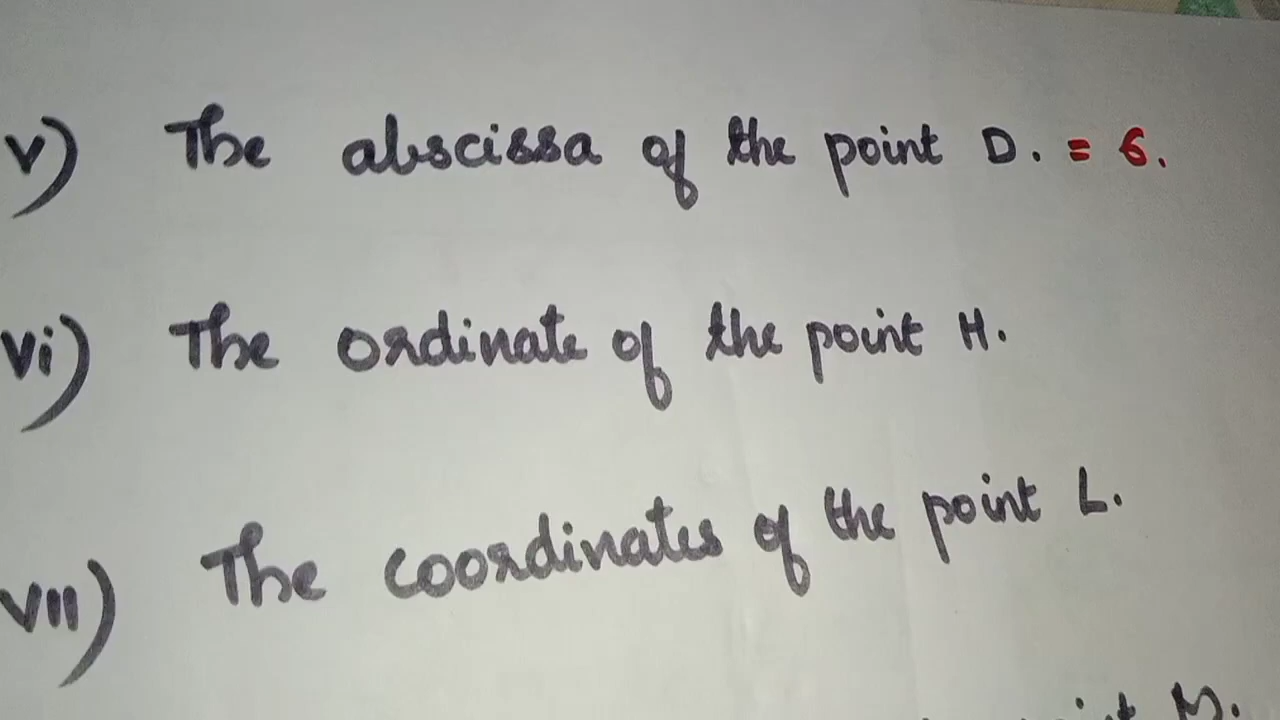 v) The abscissa of the point D. = 6.
vi) The ordinate of the point H.
vii) The coordinates of the point L.
M.